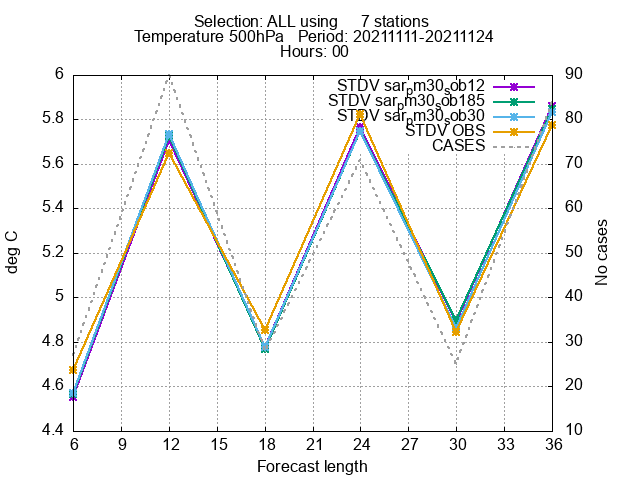 Selection: ALL using 7 stations
Temperature 500hPa Period: 20211111-20211124
Hours: 00
STDV sarpm30sob12
STDV sarpm30sob185
STDV sarpm30sob30
STDV OBS
CASES
6
5.8
5.6
5.4
5.2
5
4.8
4.6
4.4
deg C
90
80
70
60
50
40
30
20
10
No cases
6 9 12 15 18 21 24 27 30 33 36
Forecast length